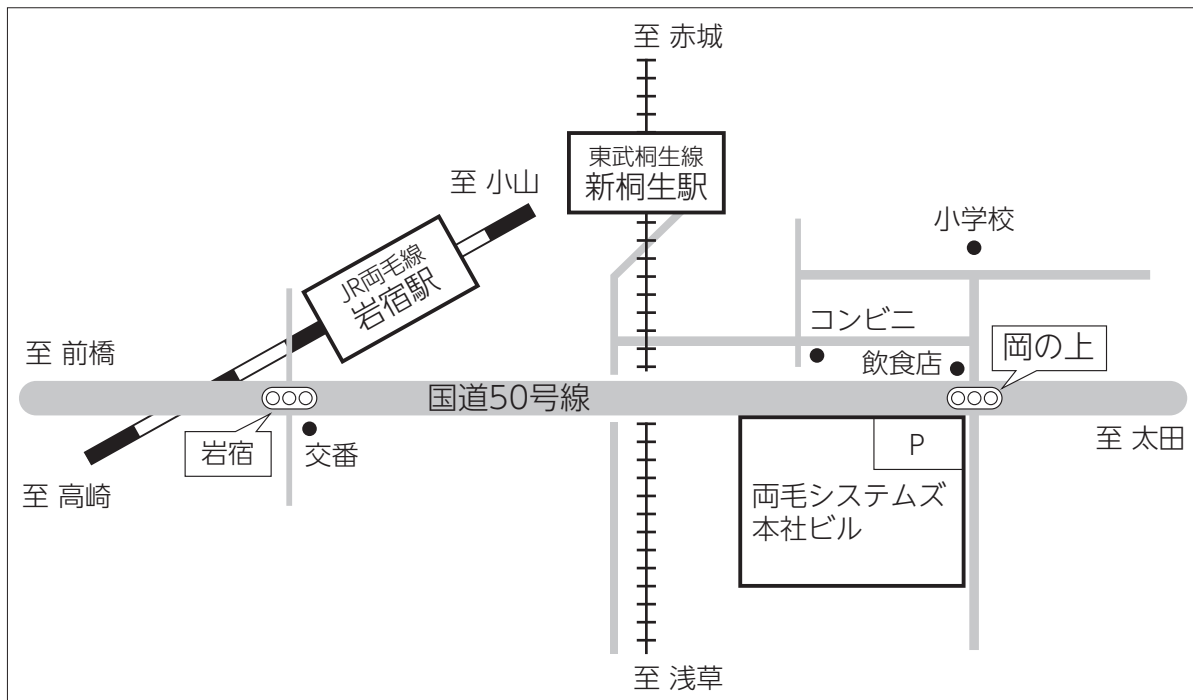 至 赤城
東武桐生線
新桐生駅
至 小山
小学校
JR両毛線
岩宿駅
コンビニ
岡の上
至 前橋
飲食店
国道50号線
岩宿
交番
P
至 太田
至 高崎
両毛システムズ
本社ビル
至 浅草